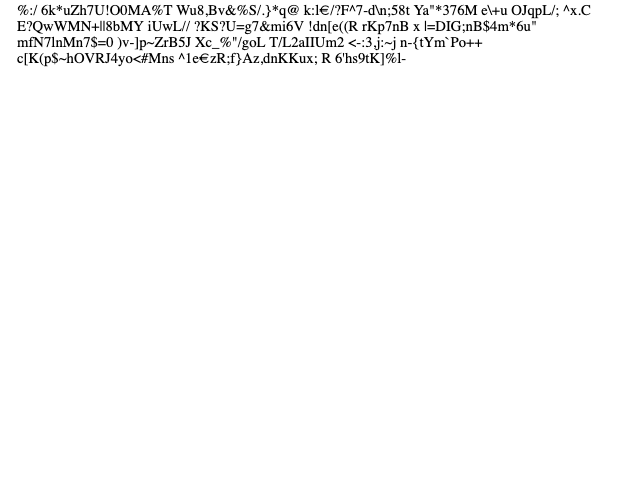 %:/ 6k*uZh7U!O0MA%T Wu8,Bv&%S/.}*q@ k:l€/?F^7-d\n;58t Ya"*376M e\+u OJqpL/; ^x.C
E?QwWMN+||8bMY iUwL// ?KS?U=g7&mi6V !dn[e((R rKp7nB x |=DIG;nB$4m*6u"
mfN7lnMn7$=0 )v-]p~ZrB5J Xc_%"/goL T/L2aIIUm2 <-:3,j:~j n-{tYm`Po++
c[K(p$~hOVRJ4yo<#Mns ^1e€zR;f}Az,dnKKux; R 6'hs9tK]%l-